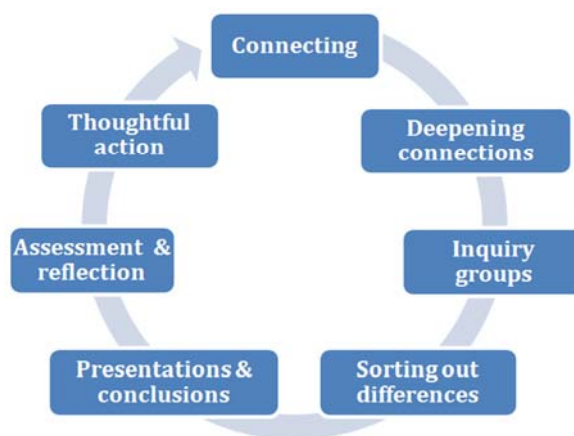 Connecting
Deepening
connections
Inquiry
groups
Sorting out
differences
Presentations &
conclusions
Assessment &
reflection
Thoughtful
action